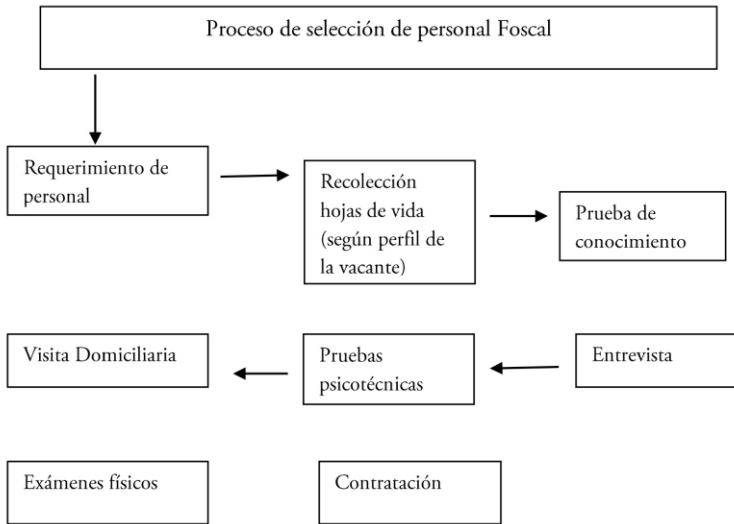 Proceso de selección de personal Foscal
Requerimiento de
personal
Recolección
hojas de vida
(según perfil de
la vacante)
Prueba de
conocimiento
Visita Domiciliaria
Pruebas
psicotécnicas
Entrevista
Exámenes físicos
Contratación